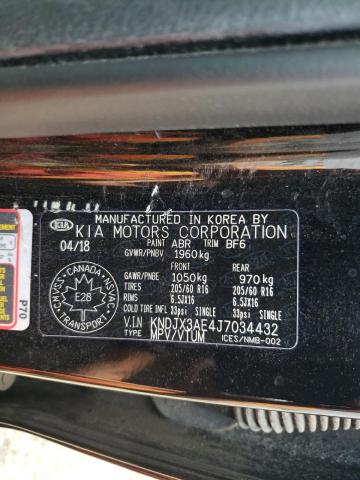 MANUFACTURED IN KOREA BY
KIA KIA MOTORS CORPORATION
04/18 PAINT ABR TRIM BF6
GVWR/PNBV 1960kg
FRONT REAR
GAWR/PNBE 1050kg 970kg
TIRES 205/60 R16 205/60 R16
RIMS 6.5JX16 6.5JX16
COLD TIRE INFL 33psi SINGLE 33psi SINGLE
V.I.N KNDJX3AE4J7034432
TYPE MPV/VTUM ICES/NMB-002
CANADA
E28
TRANSPORT
NSVA
P70